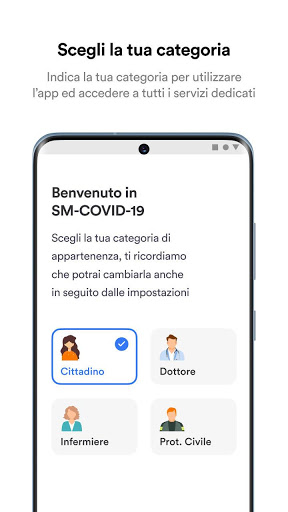 Scegli la tua categoria
Indica la tua categoria per utilizzare
l'app ed accedere a tutti i servizi dedicati
Benvenuto in
SM-COVID-19
Scegli la tua categoria di
appartenenza, ti ricordiamo
che potrai cambiarla anche
in seguito dalle impostazioni
Cittadino
Dottore
Infermiere
Prot. Civile